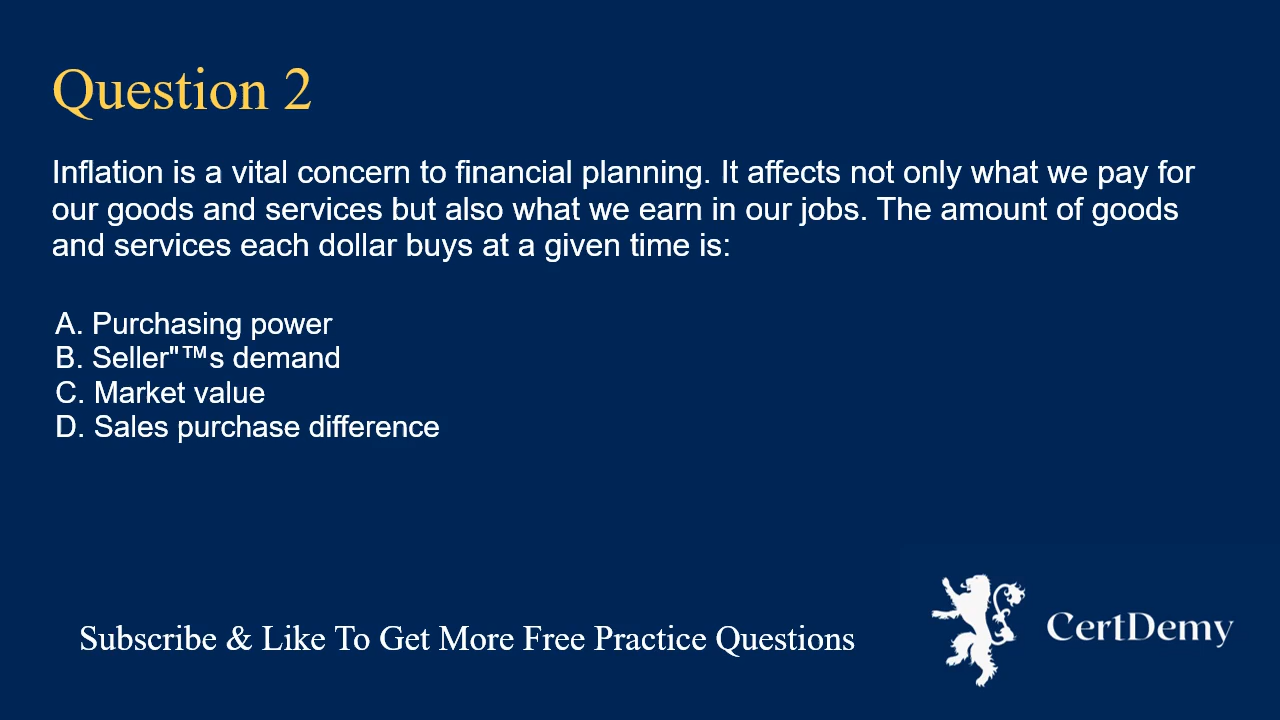 Question 2
Inflation is a vital concern to financial planning. It affects not only what we pay for
our goods and services but also what we earn in our jobs. The amount of goods
and services each dollar buys at a given time is:
A. Purchasing power
B. Seller"™s demand
C. Market value
D. Sales purchase difference
Subscribe & Like To Get More Free Practice Questions
CertDemy